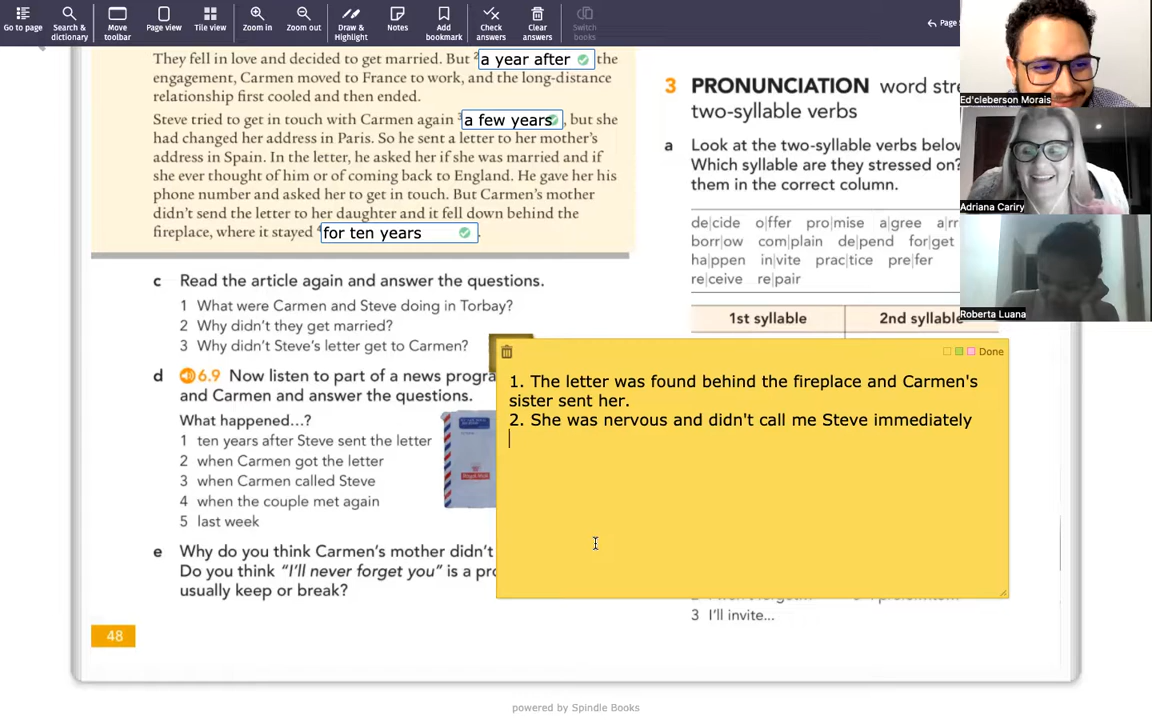 Go to page
Search & dictionary
Move toolbar
Page view
Tile view
Zoom in
Zoom out
Draw & Highlight
Notes
Add bookmark
Check answers
Clear answers
Switch books
Page
Ed'cleberson Morais
Adriana Cariry
Roberta Luana
They fell in love and decided to get married. But 2 a year after the
engagement, Carmen moved to France to work, and the long-distance
relationship first cooled and then ended.
Steve tried to get in touch with Carmen again 3 a few years, but she
had changed her address in Paris. So he sent a letter to her mother's
address in Spain. In the letter, he asked her if she was married and if
she ever thought of him or of coming back to England. He gave her his
phone number and asked her to get in touch. But Carmen's mother
didn't send the letter to her daughter and it fell down behind the
fireplace, where it stayed 4 for ten years.
c Read the article again and answer the questions.
1 What were Carmen and Steve doing in Torbay?
2 Why didn't they get married?
3 Why didn't Steve's letter get to Carmen?
d 6.9 Now listen to part of a news progra
and Carmen and answer the questions.
What happened…?
1 ten years after Steve sent the letter
2 when Carmen got the letter
3 when Carmen called Steve
4 when the couple met again
5 last week
e Why do you think Carmen's mother didn't
Do you think "I'll never forget you" is a pro
usually keep or break?
48
3 PRONUNCIATION word stre
two-syllable verbs
a Look at the two-syllable verbs below
Which syllable are they stressed on?
them in the correct column.
de|cide o|ffer pro|mise a|gree a|rr
borr|ow com|plain de|pend for|get
ha|ppen in|vite prac|tice pre|fer
re|ceive re|pair
1st syllable 2nd syllable
Done
1. The letter was found behind the fireplace and Carmen's
sister sent her.
2. She was nervous and didn't call me Steve immediately
3 I'll invite...
powered by Spindle Books